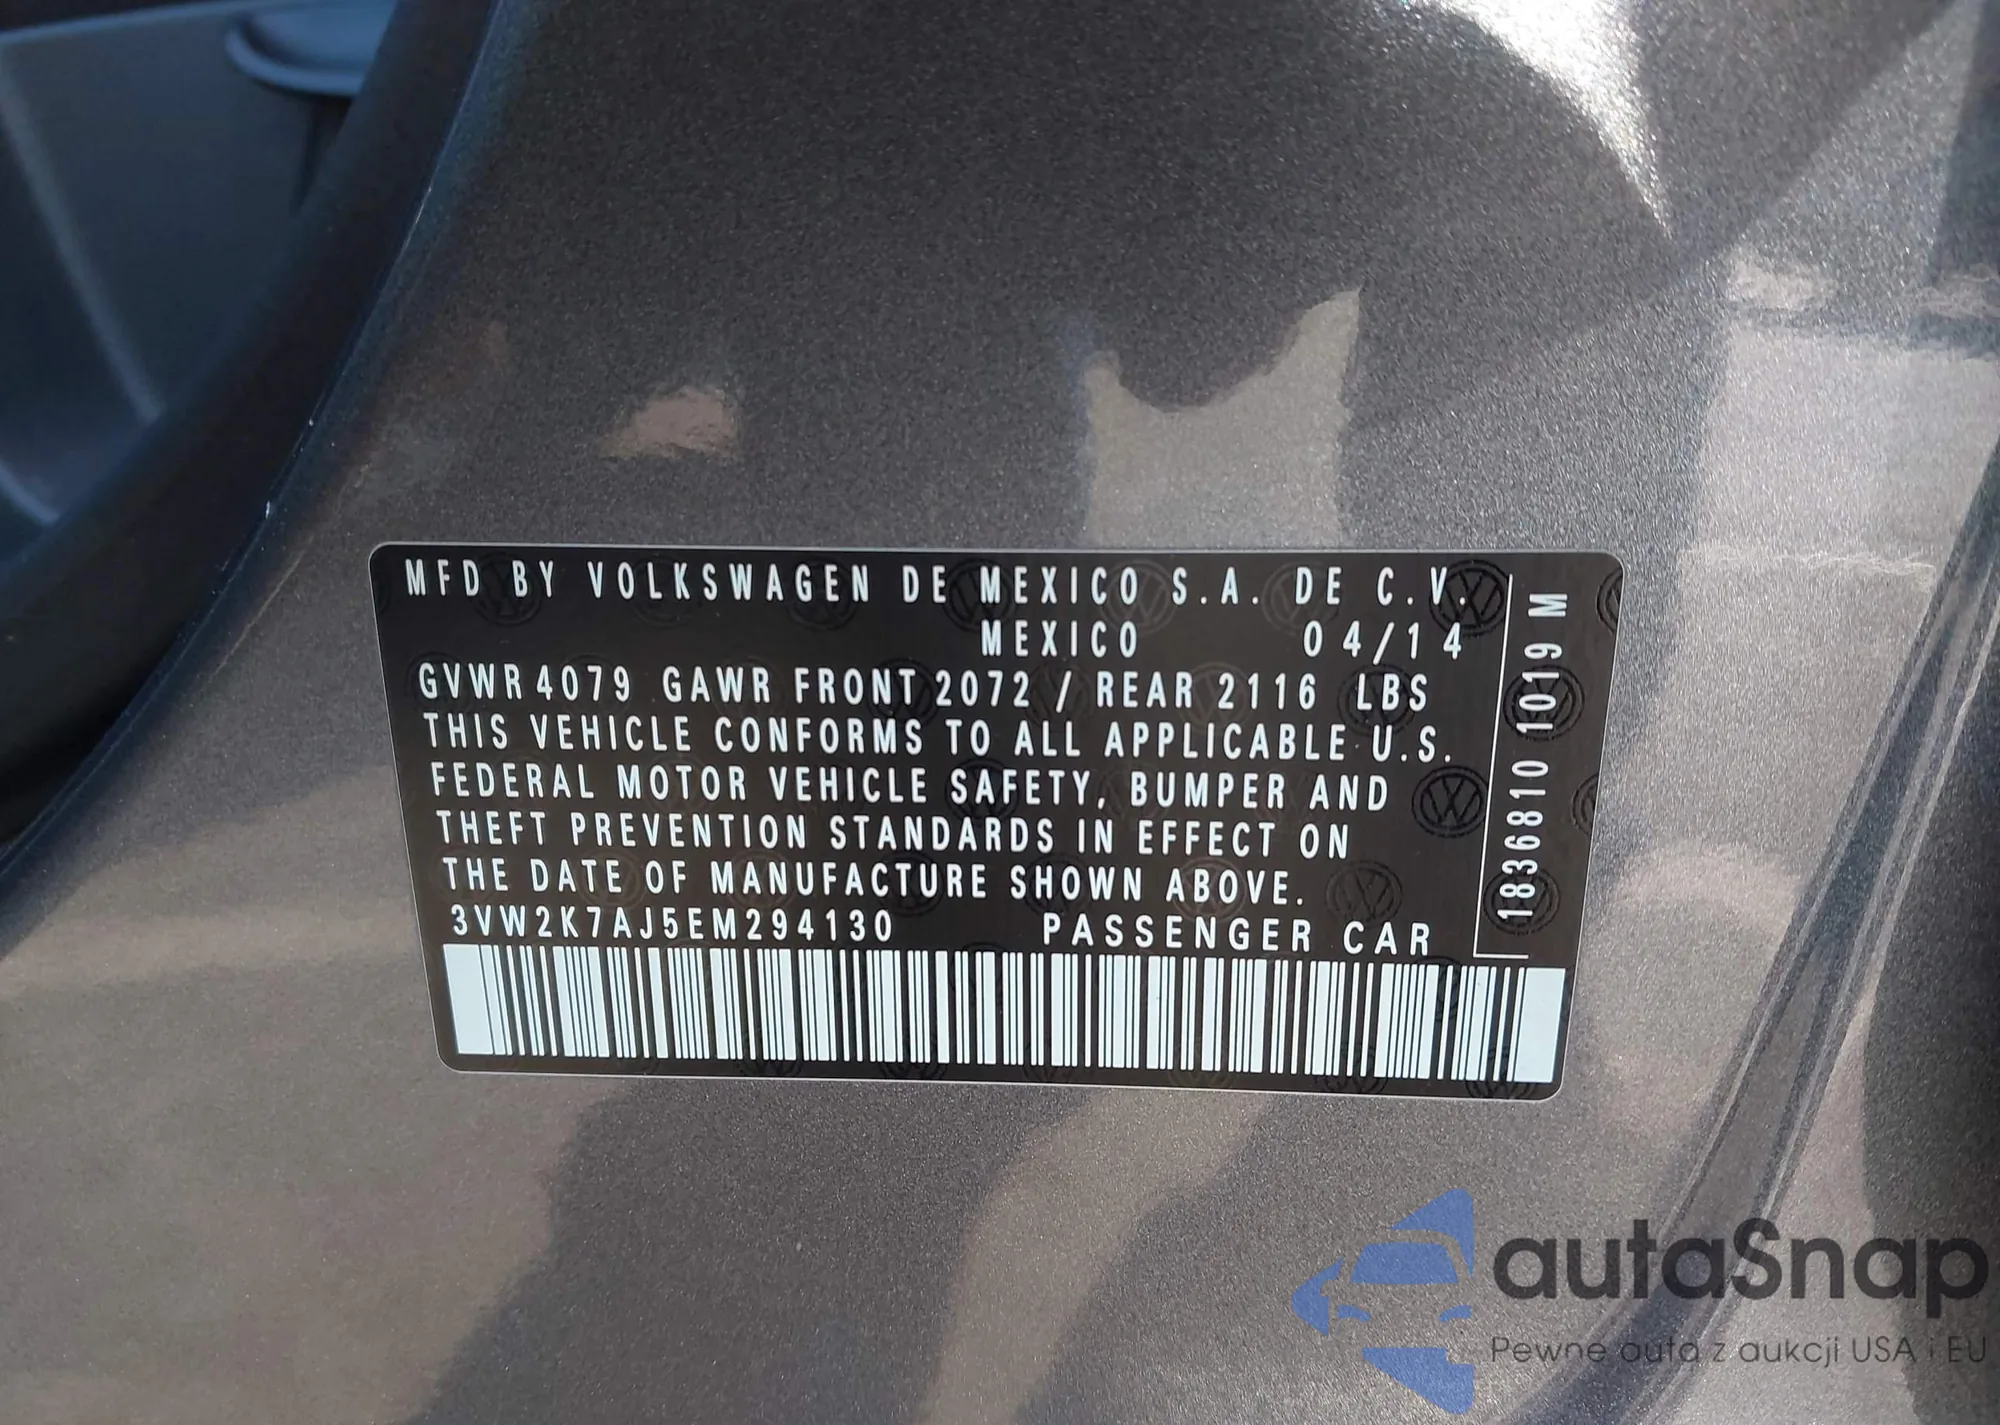 MFD BY VOLKSWAGEN DE MEXICO S.A. DE C.V.
MEXICO 04/14
GVWR 4079 GAWR FRONT 2072 / REAR 2116 LBS
THIS VEHICLE CONFORMS TO ALL APPLICABLE U.S.
FEDERAL MOTOR VEHICLE SAFETY, BUMPER AND
THEFT PREVENTION STANDARDS IN EFFECT ON
THE DATE OF MANUFACTURE SHOWN ABOVE.
3VW2K7AJ5EM294130 PASSENGER CAR
1836810 1019 M
autaSnap
Pewne auta z aukcji USA i EU